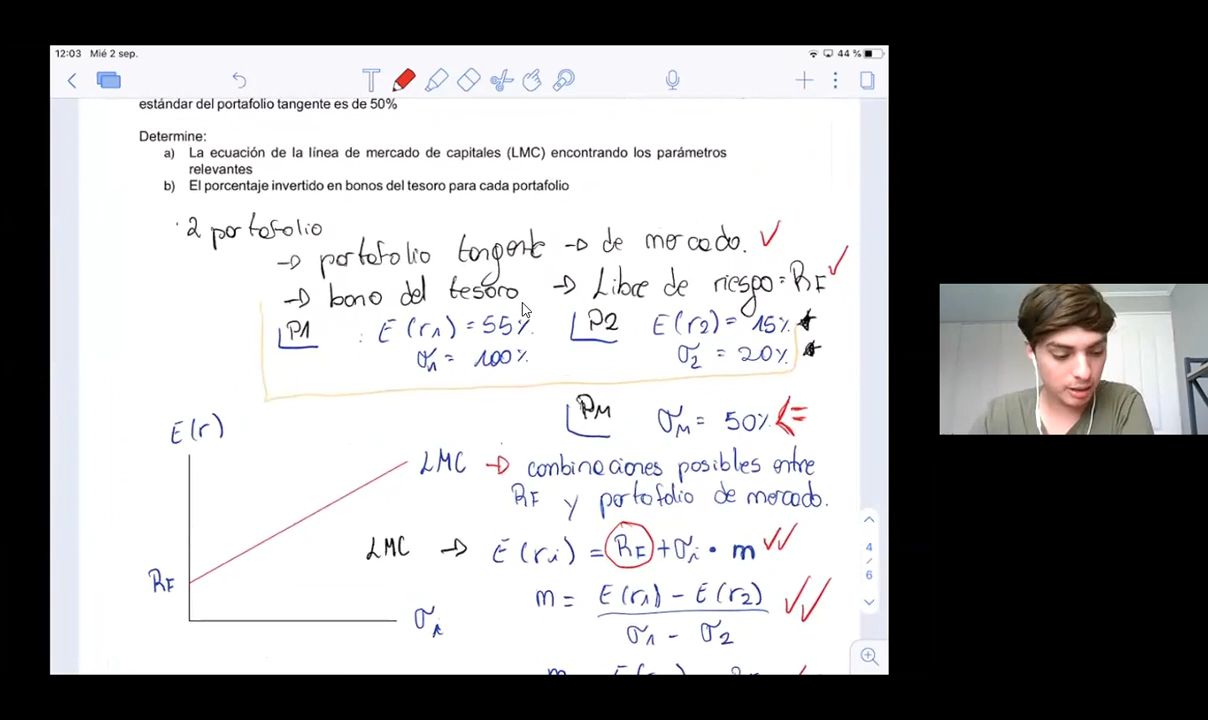 12:03 Mié 2 sep.
44 %
T
estándar del portafolio tangente es de 50%
Determine:
a) La ecuación de la línea de mercado de capitales (LMC) encontrando los parámetros
relevantes
b) El porcentaje invertido en bonos del tesoro para cada portafolio
· 2 portafolio
→ portafolio tangente → de mercado. ✓
→ bono del tesoro → Libre de riesgo = RF ✓
P1 : E(r1) = 55%. P2 E(r2) = 15%.
σ1 = 100%. σ2 = 20%.
PM σM = 50%. ⇐
E(r)
LMC → combinaciones posibles entre
RF y portafolio de mercado.
LMC → E(ri) = RF + σi • m ✓✓
RF
m = E(r1) - E(r2) ✓✓
σ1 - σ2
σi
4
6